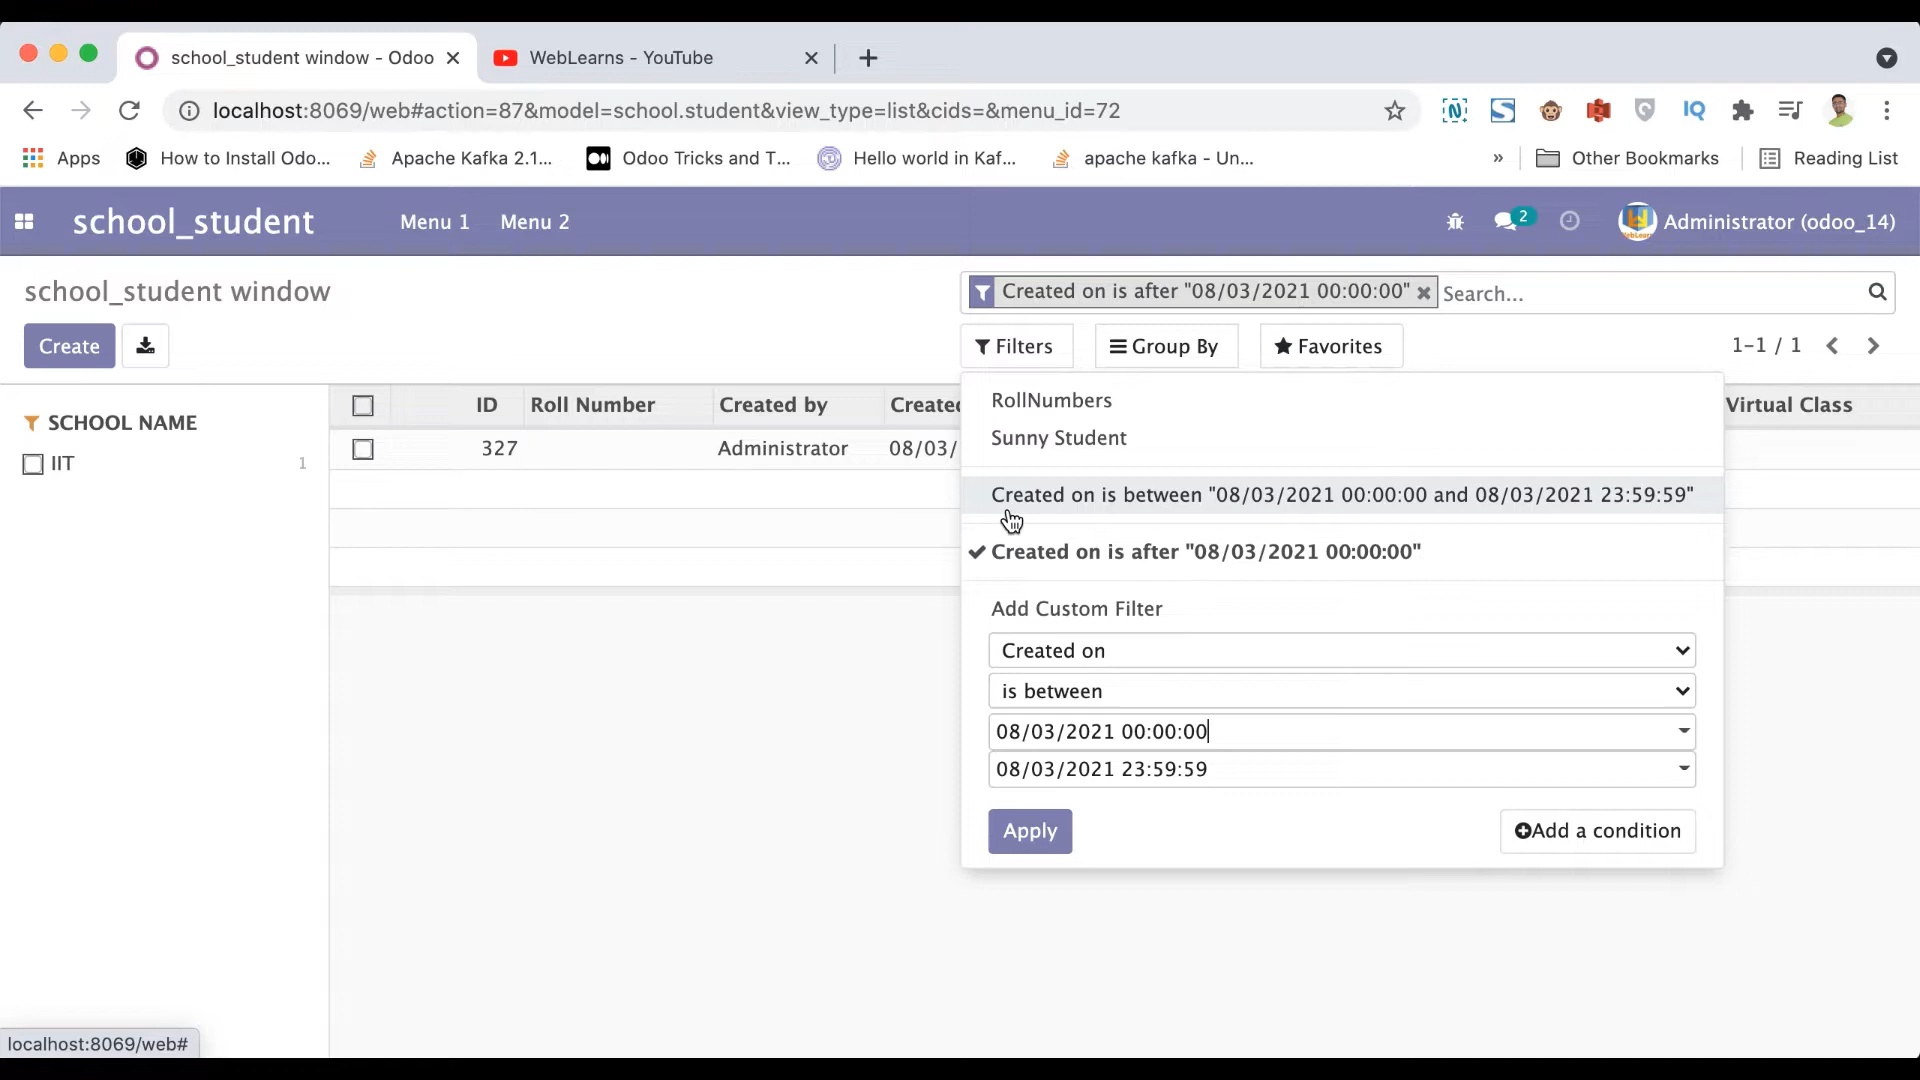 school_student window - Odoo
WebLearns - YouTube
localhost:8069/web#action=87&model=school.student&view_type=list&cids=&menu_id=72
Apps
How to Install Odo...
Apache Kafka 2.1...
Odoo Tricks and T...
Hello world in Kaf...
apache kafka - Un...
»
Other Bookmarks
Reading List
school_student
Menu 1
Menu 2
2
Administrator (odoo_14)
school_student window
Created on is after "08/03/2021 00:00:00"
Search...
Create
Filters
Group By
Favorites
1-1 / 1
SCHOOL NAME
IIT 1
ID Roll Number Created by Created Virtual Class
327 Administrator 08/03/
RollNumbers
Sunny Student
Created on is between "08/03/2021 00:00:00 and 08/03/2021 23:59:59"
Created on is after "08/03/2021 00:00:00"
Add Custom Filter
Created on
is between
08/03/2021 00:00:00
08/03/2021 23:59:59
Apply
Add a condition
localhost:8069/web#